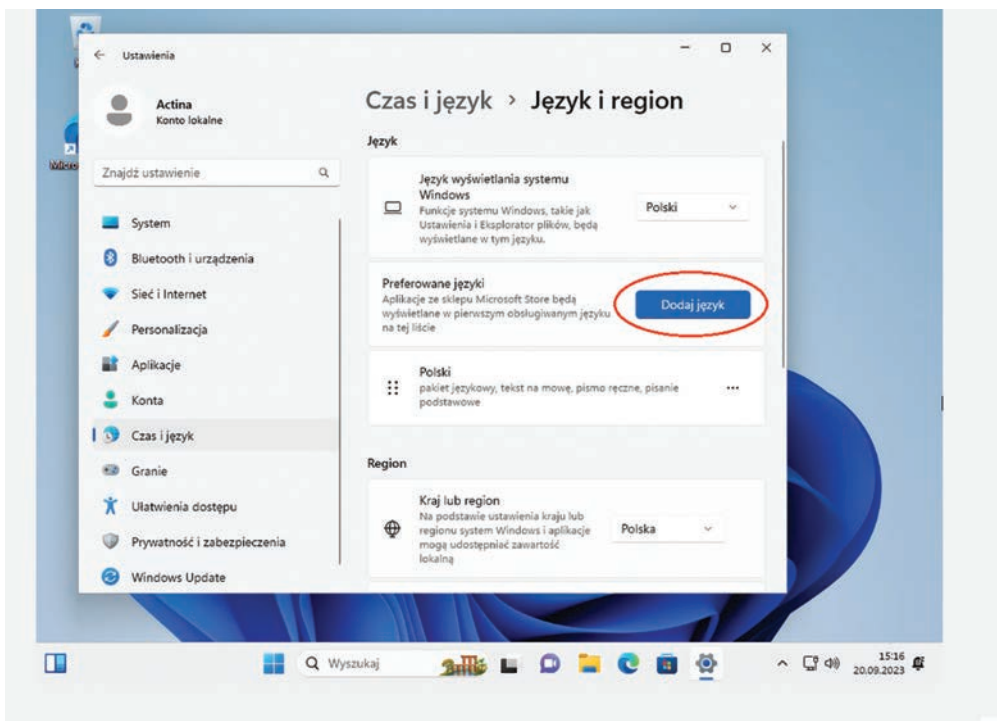 Ustawienia
Actina
Konto lokalne
Znajdź ustawienie
System
Bluetooth i urządzenia
Sieć i Internet
Personalizacja
Aplikacje
Konta
Czas i język
Granie
Ułatwienia dostępu
Prywatność i zabezpieczenia
Windows Update
Czas i język > Język i region
Język
Język wyświetlania systemu
Windows
Funkcje systemu Windows, takie jak
Ustawienia i Eksplorator plików, będą
wyświetlane w tym języku.
Polski
Preferowane języki
Aplikacje ze sklepu Microsoft Store będą
wyświetlane w pierwszym obsługiwanym języku
na tej liście
Dodaj język
Polski
pakiet językowy, tekst na mowę, pismo ręczne, pisanie
podstawowe
Region
Kraj lub region
Na podstawie ustawienia kraju lub
regionu system Windows i aplikacje
mogą udostępniać zawartość
lokalną
Polska
Wyszukaj
15:16
20.09.2023